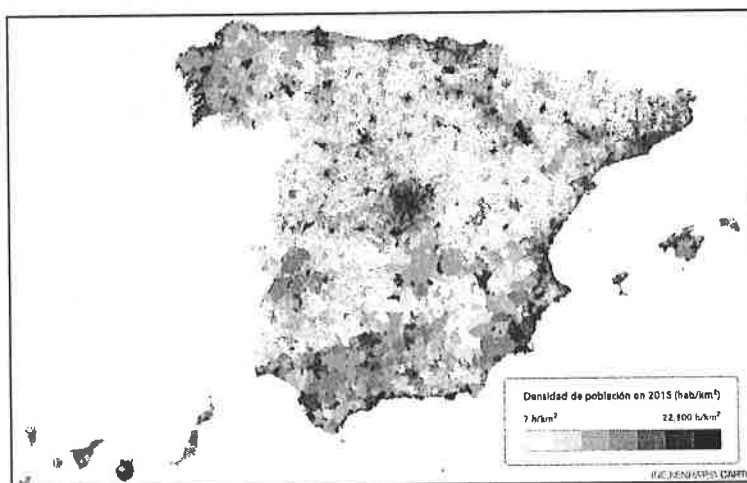 Densidad de población en 2015 (hab/km²)
7 h/km²
22,100 h/km²